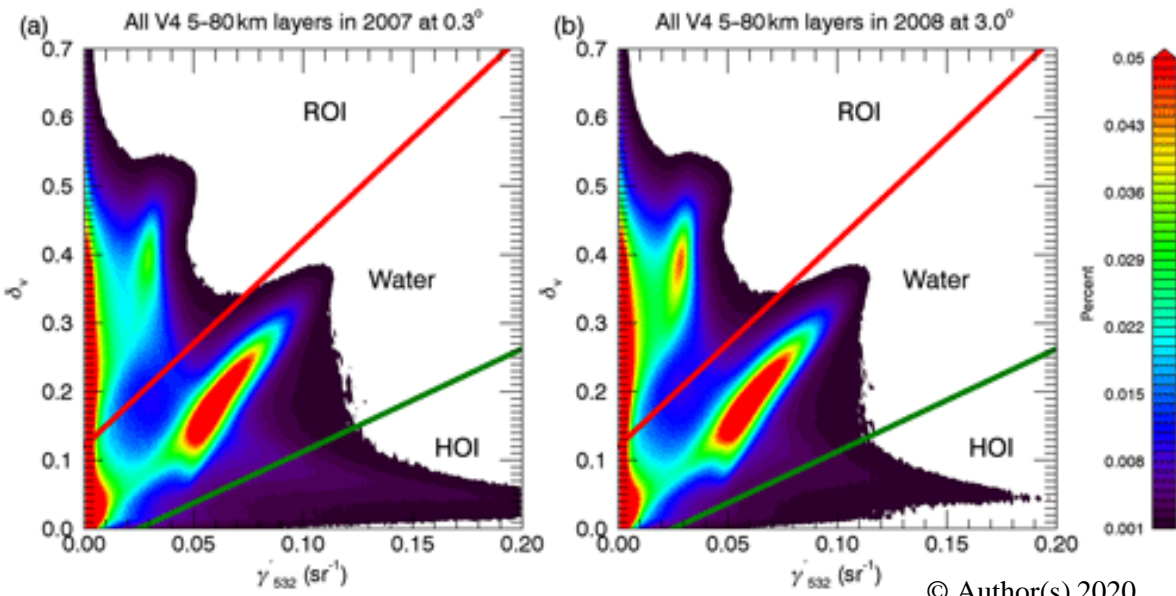 (a) All V4 5-80km layers in 2007 at 0.3°
(b) All V4 5-80km layers in 2008 at 3.0°
0.7
0.6
0.5
0.4
0.3
0.2
0.1
0.0
δv
ROI
Water
HOI
0.00 0.05 0.10 0.15 0.20
γ'532 (sr-1)
0.7
0.6
0.5
0.4
0.3
0.2
0.1
0.0
δv
ROI
Water
HOI
0.00 0.05 0.10 0.15 0.20
γ'532 (sr-1)
Percent
0.05
0.043
0.036
0.029
0.022
0.015
0.008
0.001
© Author(s) 2020